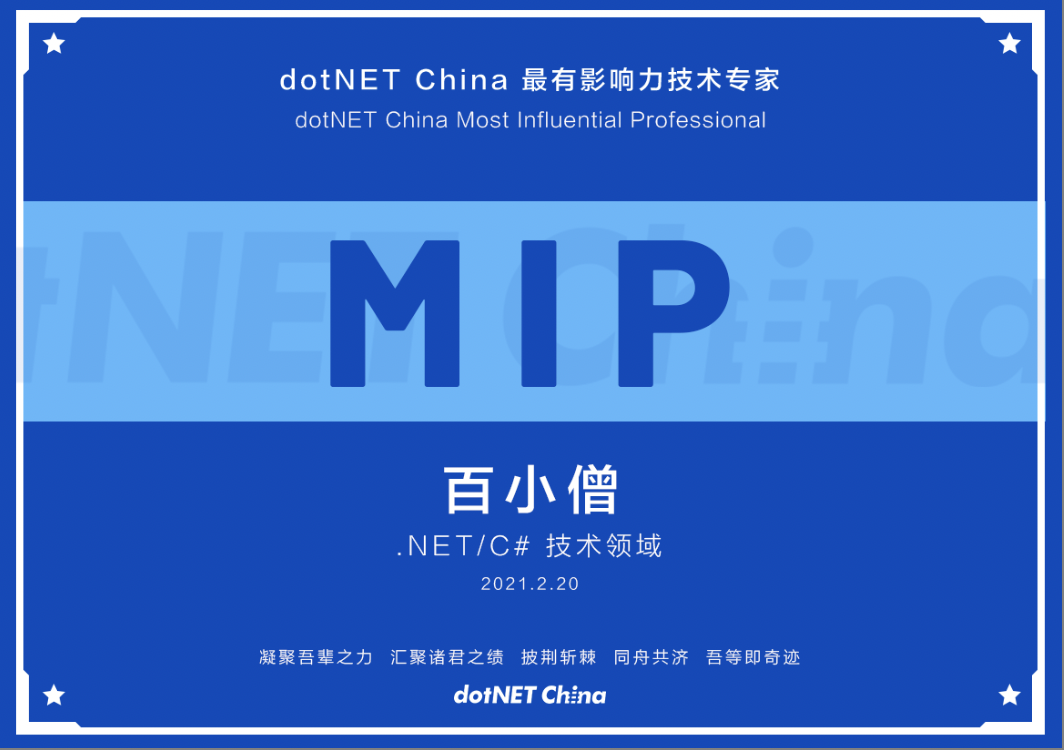 dotNET China 最有影响力技术专家
dotNET China Most Influential Professional
tNET China
MIP
百小僧
.NET/C# 技术领域
2021.2.20
凝聚吾辈之力 汇聚诸君之绩 披荆斩棘 同舟共济 吾等即奇迹
dotNET China